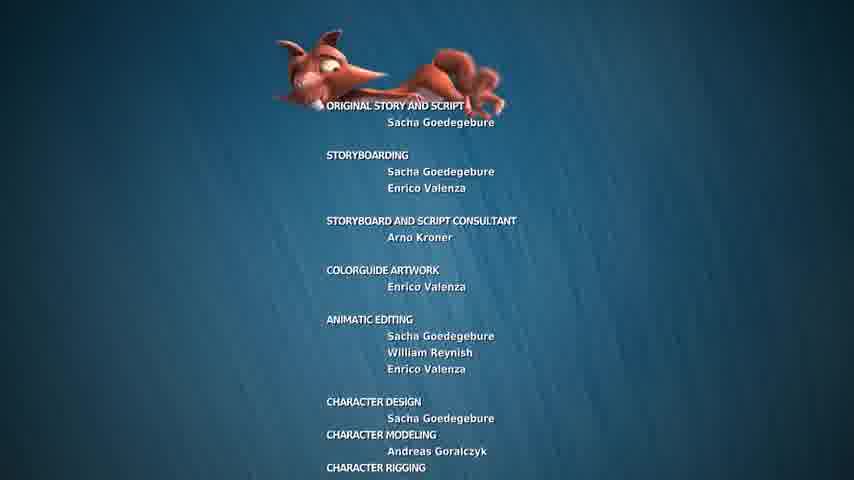 ORIGINAL STORY AND SCRIPT
Sacha Goedegebure
STORYBOARDING
Sacha Goedegebure
Enrico Valenza
STORYBOARD AND SCRIPT CONSULTANT
Arno Kroner
COLORGUIDE ARTWORK
Enrico Valenza
ANIMATIC EDITING
Sacha Goedegebure
William Reynish
Enrico Valenza
CHARACTER DESIGN
Sacha Goedegebure
CHARACTER MODELING
Andreas Goralczyk
CHARACTER RIGGING